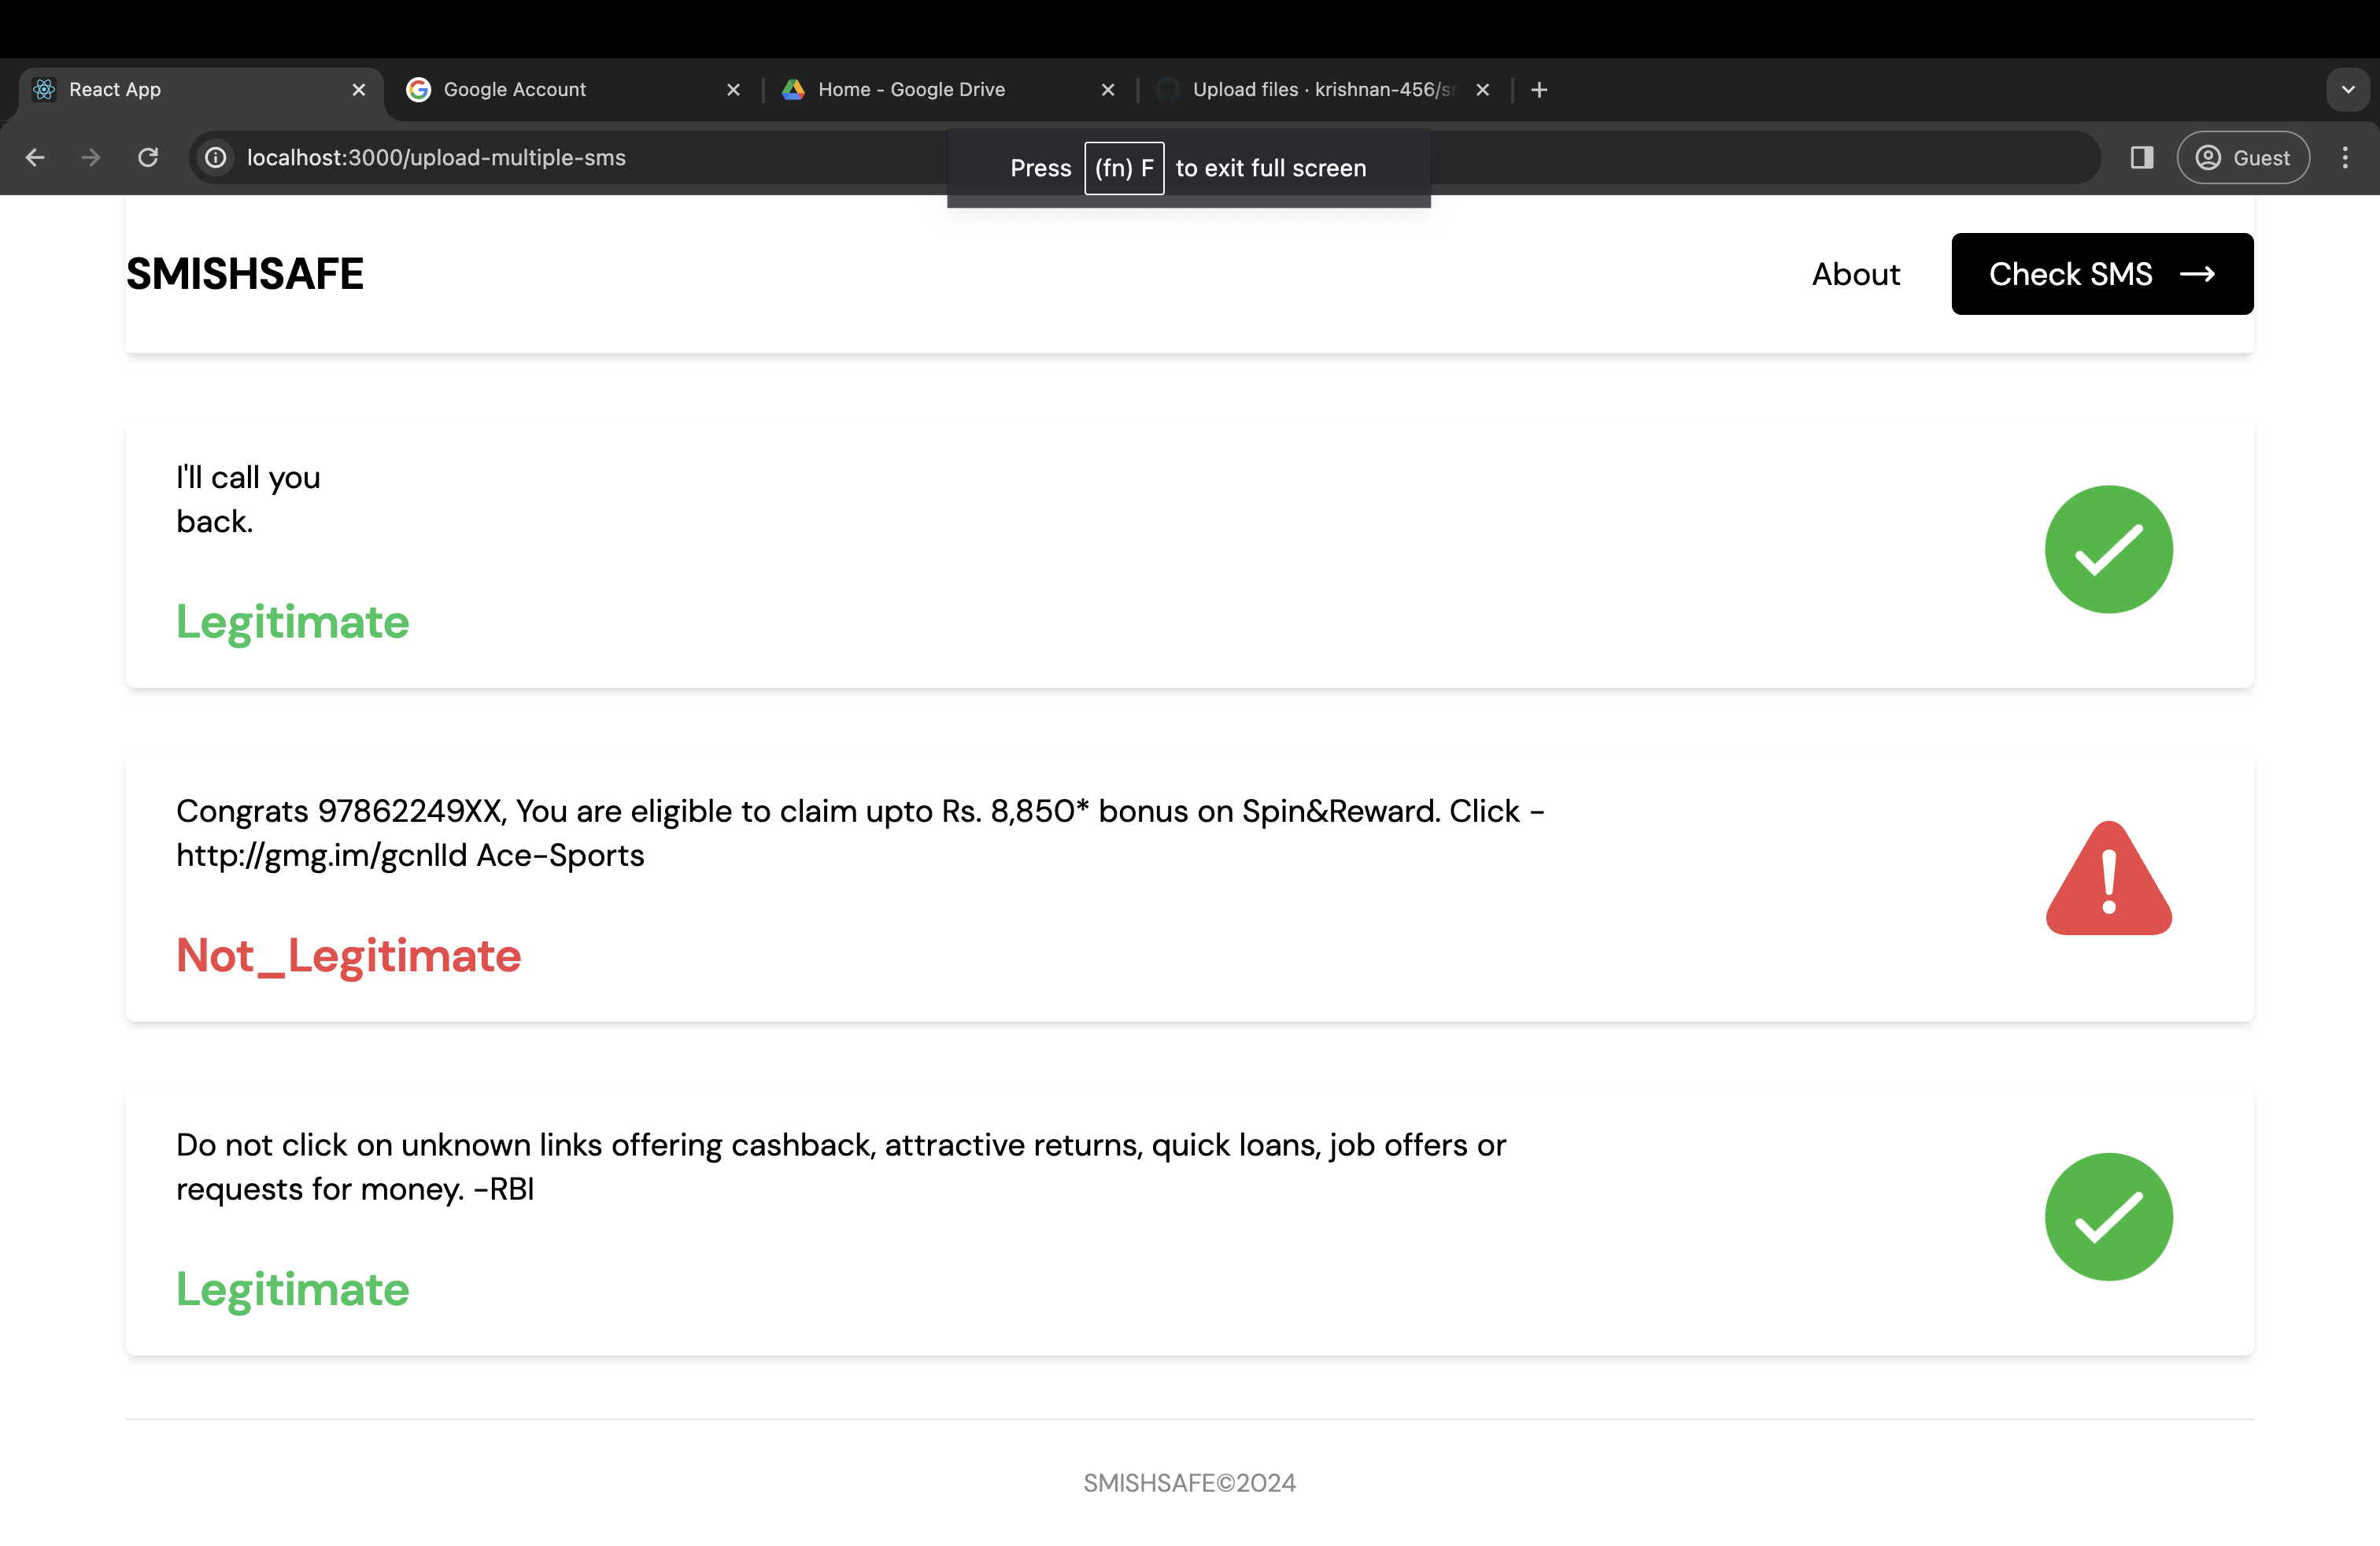 React App
Google Account
Home - Google Drive
Upload files · krishnan-456/s
localhost:3000/upload-multiple-sms
Press (fn) F to exit full screen
Guest
SMISHSAFE
About
Check SMS
I'll call you
back.
Legitimate
Congrats 97862249XX, You are eligible to claim upto Rs. 8,850* bonus on Spin&Reward. Click -
http://gmg.im/gcnlId Ace-Sports
Not_Legitimate
Do not click on unknown links offering cashback, attractive returns, quick loans, job offers or
requests for money. -RBI
Legitimate
SMISHSAFE©2024